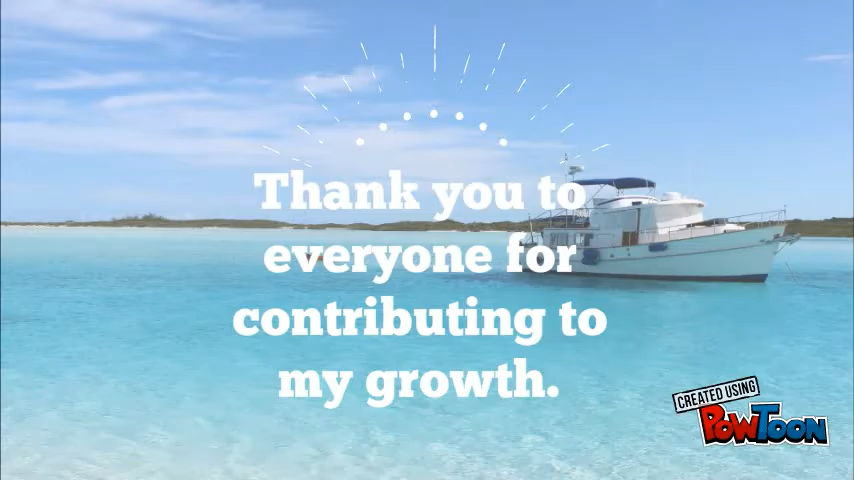 Thank you to
everyone for
contributing to
my growth.
CREATED USING
POWTOON